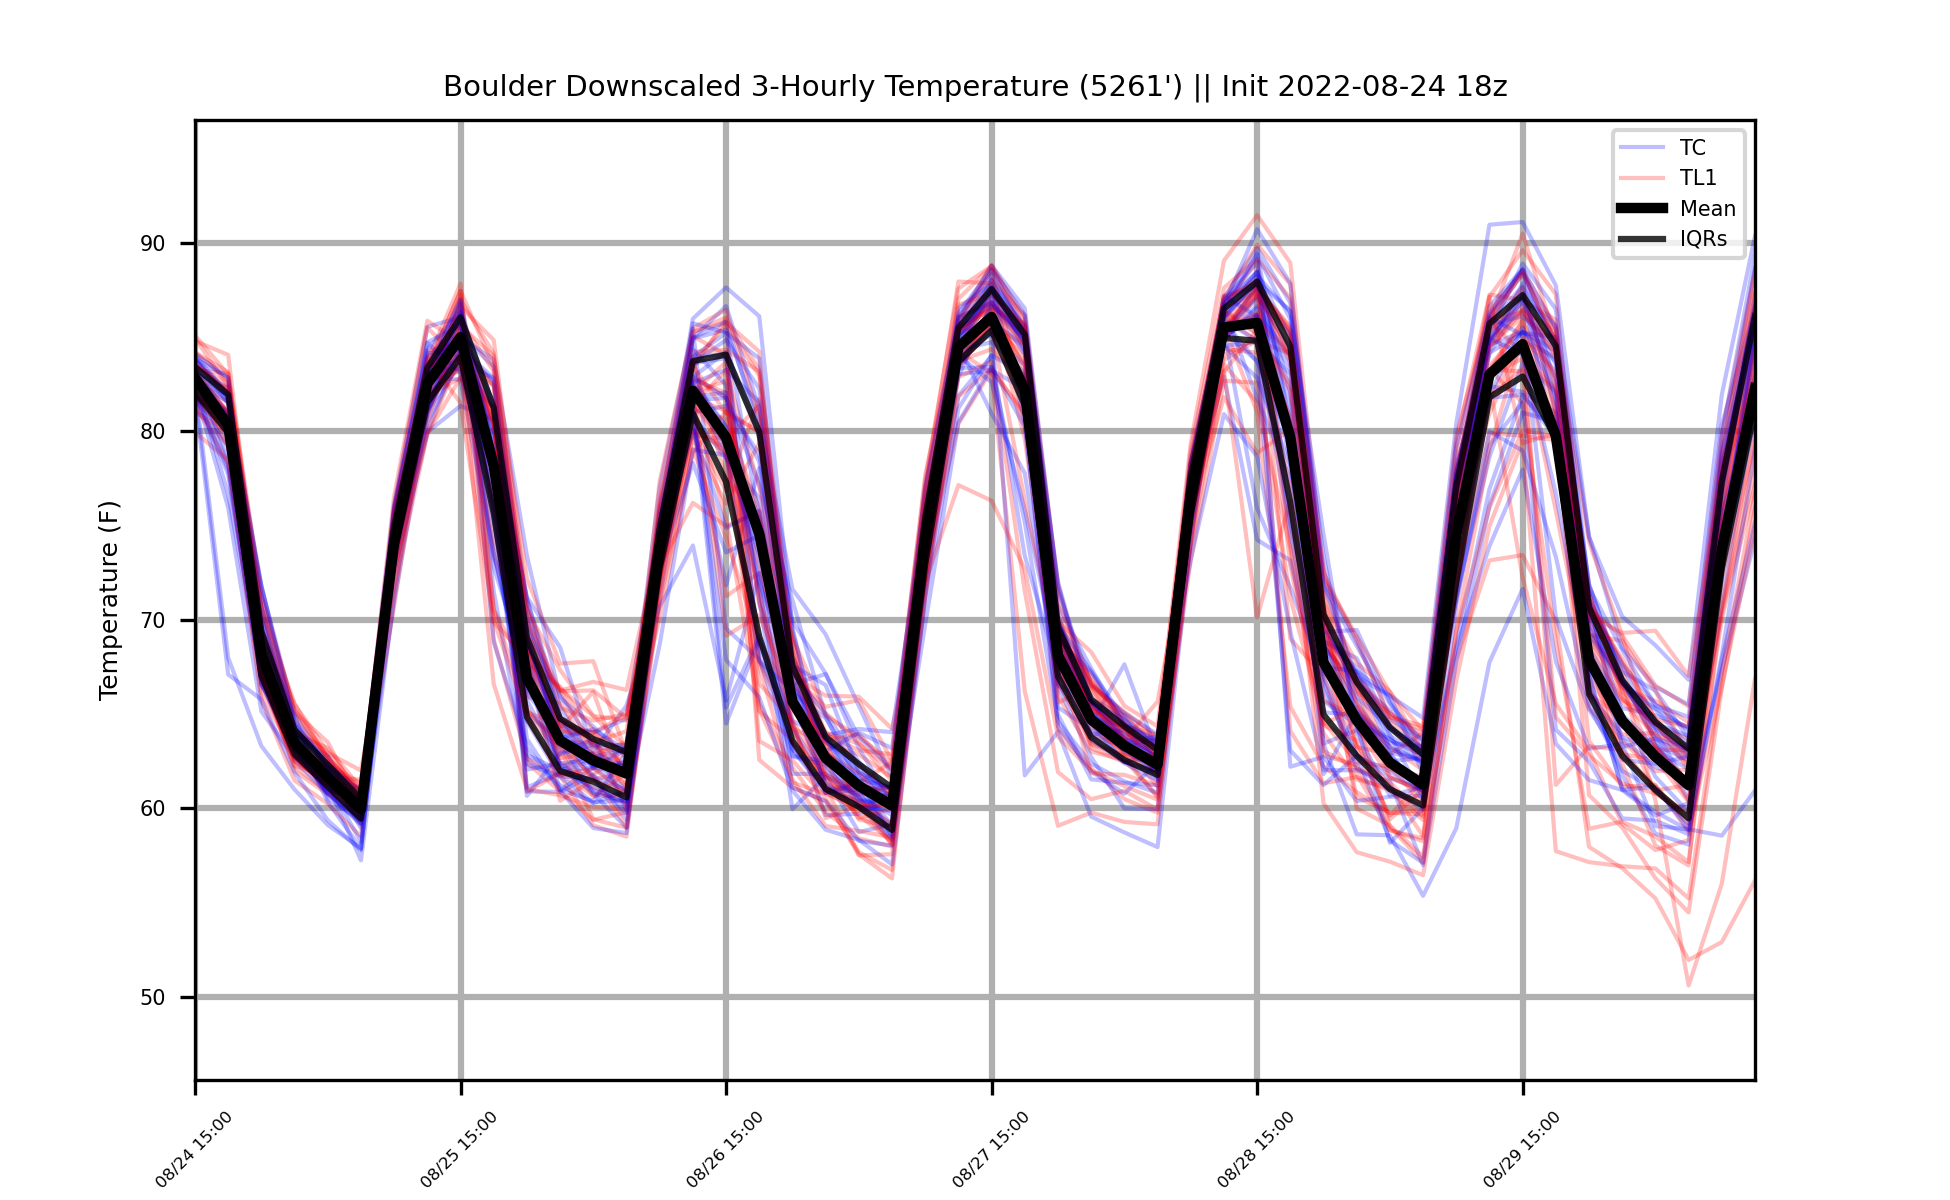 Boulder Downscaled 3-Hourly Temperature (5261') || Init 2022-08-24 18z
TC
TL1
Mean
IQRs
Temperature (F)
90
80
70
60
50
08/24 15:00
08/25 15:00
08/26 15:00
08/27 15:00
08/28 15:00
08/29 15:00